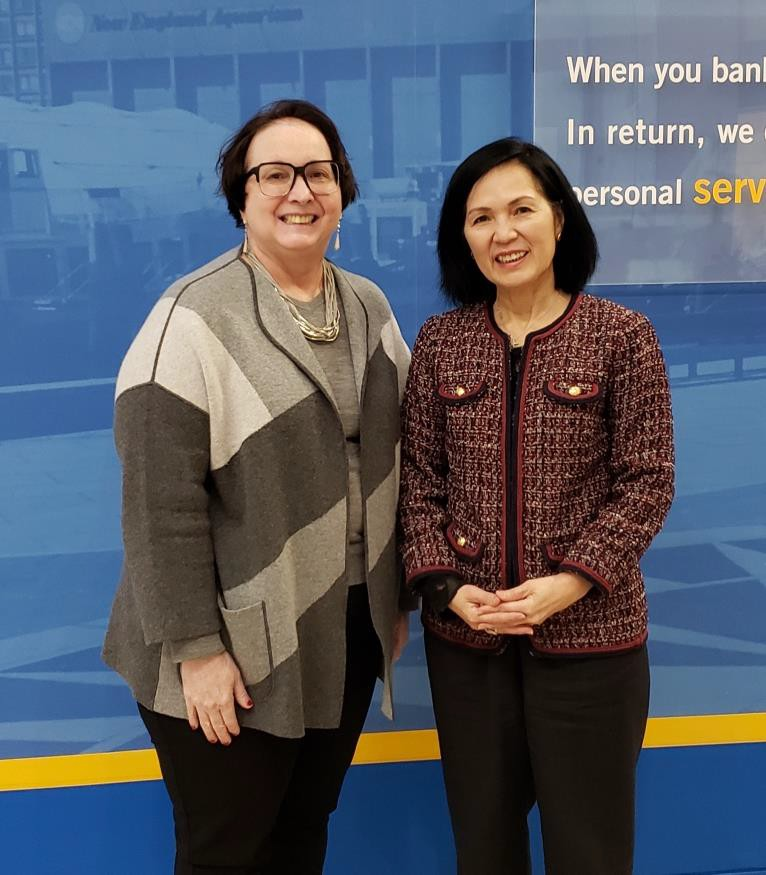 New England Aquarium
When you bank
In return, we
personal serv